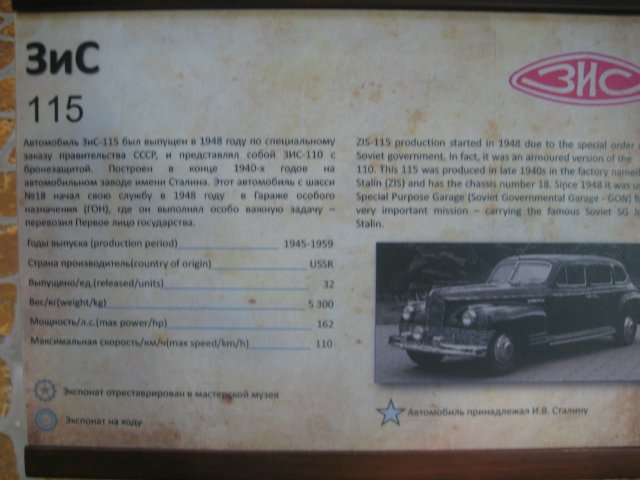 ЗиС
115
ЗИС
Автомобиль ЗиС-115 был выпущен в 1948 году по специальному
заказу правительства СССР, и представлял собой ЗИС-110 с
бронезащитой. Построен в конце 1940-х годов на
автомобильном заводе имени Сталина. Этот автомобиль с шасси
№18 начал свою службу в 1948 году в Гараже особого
назначения (ГОН), где он выполнял особо важную задачу –
перевозил Первое лицо государства.
ZIS-115 production started in 1948 due to the special order
Soviet government. In fact, it was an armoured version of the
110. This 115 was produced in late 1940s in the factory named
Stalin (ZIS) and has the chassis number 18. Since 1948 it was
Special Purpose Garage (Soviet Governmental Garage - GON)
very important mission – carrying the famous Soviet SG
Stalin.
Годы выпуска (production period) 1945-1959
Страна производитель(country of origin) USSR
Выпущено/ед.(released/units) 32
Вес/кг(weight/kg) 5 300
Мощность/л.с.(max power/hp) 162
Максимальная скорость/км/ч(max speed/km/h) 110
Экспонат отреставрирован в мастерской музея
Экспонат на ходу
Автомобиль принадлежал И.В. Сталину